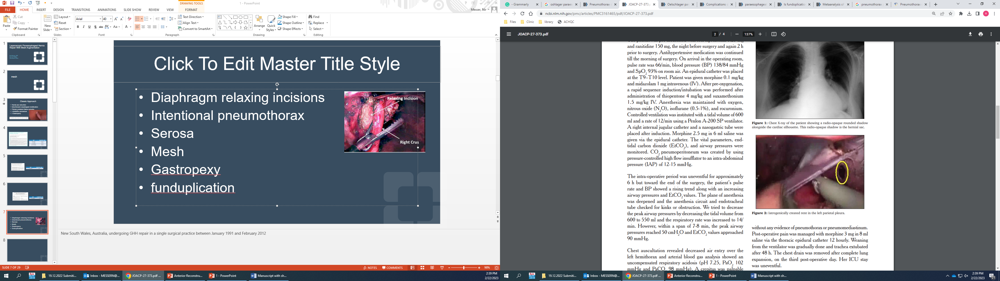 DRAWING TOOLS
1 - PowerPoint
FILE
HOME
INSERT
DESIGN
TRANSITIONS
ANIMATIONS
SLIDE SHOW
REVIEW
VIEW
FORMAT
Messer, Nir
Paste
Cut
Copy
Format Painter
Clipboard
New
Slide
Layout
Reset
Section
Slides
Arial
40
Font
Text Direction
Align Text
Convert to SmartArt
Paragraph
Arrange
Quick
Styles
Shape Fill
Shape Outline
Shape Effects
Drawing
Find
Replace
Select
Editing
1
Laparoscopic Paraesophageal Hernia
Repair With Mesh Augmentation
2
mesh
3
Classic Approach
4
5
6
7
8
Click To Edit Master Title Style
• Diaphragm relaxing incisions
• Intentional pneumothorax
• Serosa
• Mesh
• Gastropexy
• funduplication
Relaxing Incision
Right Crus
New South Wales, Australia, undergoing GHH repair in a single surgical practice between January 1991 and February 2012
SLIDE 7 OF 29
NOTES
COMMENTS
98%
19.12.2022 Submiti...
Inbox - MESSERN@...
JOACP-27-373.pdf ...
Anterior Reconstru...
1 - PowerPoint
Manuscript with sh...
2:39 PM
2/22/2023
- Grammarly
oshlager paraes
Pneumothorax c
JOACP-27-373.p
Oelschlager pa
Complications c
paraesophageal
Is fundoplicatio
Metaanalysis of
pneumothorax
Pneumothorax
ncbi.nlm.nih.gov/pmc/articles/PMC3161465/pdf/JOACP-27-373.pdf
Files
Clinic
library
ACHQC
JOACP-27-373.pdf
2 / 4
137%
and ranitidine 150 mg, the night before surgery and again 2 h
prior to surgery. Antihypertensive medication was continued
till the morning of surgery. On arrival in the operating room,
pulse rate was 66/min, blood pressure (BP) 138/84 mmHg
and SpO2 93% on room air. An epidural catheter was placed
at the T9–T10 level. Patient was given morphine 0.1 mg/kg
and midazolam 1 mg intravenous (IV). After pre-oxygenation,
a rapid sequence induction/intubation was performed after
administration of thiopentone 4 mg/kg and suxamethonium
1.5 mg/kg IV. Anesthesia was maintained with oxygen,
nitrous oxide (N2O), isoflurane (0.5-1%), and rocuronium.
Controlled ventilation was instituted with a tidal volume of 600
ml and a rate of 12/min using a Penlon A-200 SP ventilator.
A right internal jugular catheter and a nasogastric tube were
placed after induction. Morphine 2.5 mg in 6 ml saline was
given via the epidural catheter. The vital parameters, end-
tidal carbon dioxide (EtCO2), and airway pressures were
monitored. CO2 pneumoperitoneum was created by using
pressure-controlled high flow insufflator to an intra-abdominal
pressure (IAP) of 12-15 mmHg.
The intra-operative period was uneventful for approximately
6 h but toward the end of the surgery, the patient's pulse
rate and BP showed a rising trend along with an increasing
airway pressures and EtCO2 values. The plane of anesthesia
was deepened and the anesthesia circuit and endotracheal
tube checked for kinks or obstruction. We tried to decrease
the peak airway pressures by decreasing the tidal volume from
600 to 550 ml and the respiratory rate was increased to 14/
min. However, within a span of 7-8 min, the peak airway
pressures reached 50 cmH2O and EtCO2 values approached
90 mmHg.
Chest auscultation revealed decreased air entry over the
left hemithorax and arterial blood gas analysis showed an
uncompensated respiratory acidosis (pH 7.25, PaO2 102
mmHg and PaCO2 98 mmHg). A crepitus was palpable
Figure 1: Chest X-ray of the patient showing a radio-opaque rounded shadow
alongside the cardiac silhouette. This radio-opaque shadow is the hernial sac.
Figure 2: Iatrogenically created rent in the left parietal pleura.
without any evidence of pneumothorax or pneumomediastinum.
Post-operative pain was managed with morphine 3 mg in 8 ml
saline via the thoracic epidural catheter 12 hourly. Weaning
from the ventilator was gradually done and trachea extubated
after 48 h. The chest drain was removed after complete lung
expansion, on the third post-operative day. Her ICU stay
was uneventful.
19.12.2022 Submiti...
Inbox - MESSERN@...
JOACP-27-373.pdf ...
Anterior Reconstru...
1 - PowerPoint
Manuscript with sh...
2:39 PM
2/22/2023